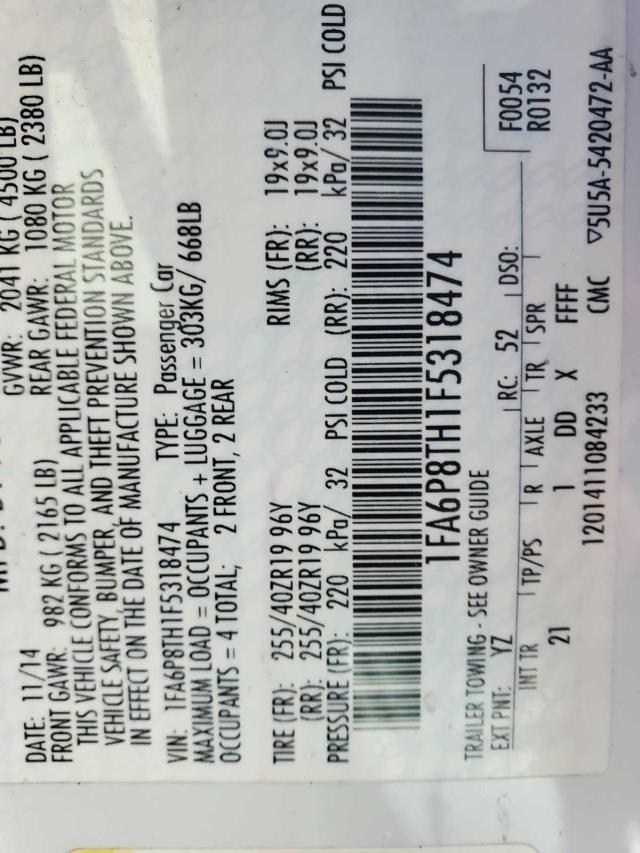 DATE: 11/14 GVWR: 2041 KG ( 4500 LB)
FRONT GAWR: 982 KG ( 2165 LB) REAR GAWR: 1080 KG ( 2380 LB)
THIS VEHICLE CONFORMS TO ALL APPLICABLE FEDERAL MOTOR
VEHICLE SAFETY, BUMPER, AND THEFT PREVENTION STANDARDS
IN EFFECT ON THE DATE OF MANUFACTURE SHOWN ABOVE.
VIN: 1FA6P8TH1F5318474 TYPE: Passenger Car
MAXIMUM LOAD = OCCUPANTS + LUGGAGE = 303KG/ 668LB
OCCUPANTS = 4 TOTAL; 2 FRONT, 2 REAR
TIRE (FR): 255/40ZR19 96Y RIMS (FR): 19x9.0J
(RR): 255/40ZR19 96Y (RR): 19x9.0J
PRESSURE (FR): 220 kPa/ 32 PSI COLD (RR): 220 kPa/ 32 PSI COLD
1FA6P8TH1F5318474
TRAILER TOWING - SEE OWNER GUIDE
F0054
EXT PNT: YZ RC: 52 DSO: R0132
INT TR TP/PS R AXLE TR SPR
21 1 DD X FFFF
1201411084233 CMC ▽5U5A-5420472-AA